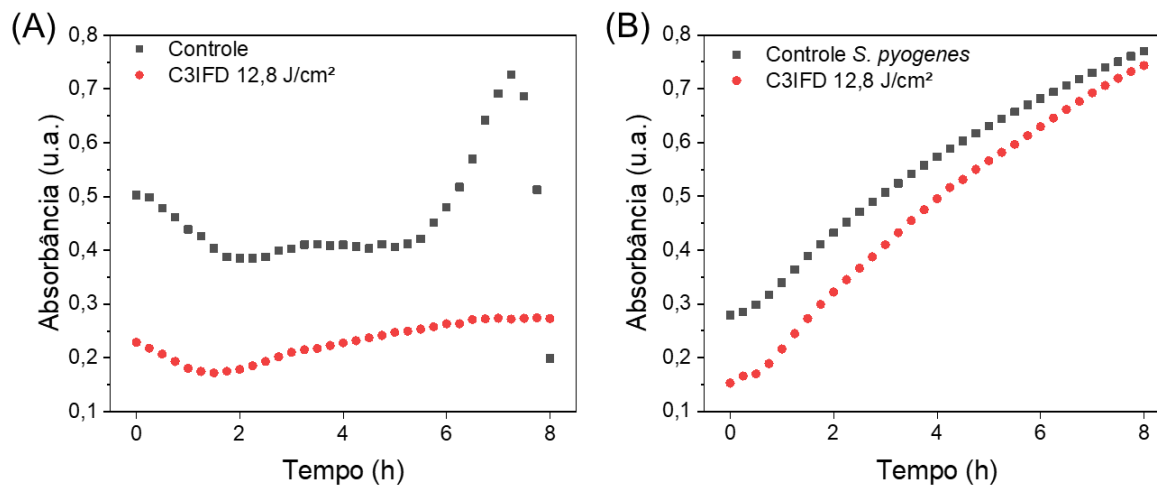 (A)
Controle
C3IFD 12,8 J/cm²
0,8
0,7
0,6
0,5
0,4
0,3
0,2
0,1
Absorbância (u.a.)
0 2 4 6 8
Tempo (h)
(B)
Controle S. pyogenes
C3IFD 12,8 J/cm²
0,8
0,7
0,6
0,5
0,4
0,3
0,2
0,1
Absorbância (u.a.)
0 2 4 6 8
Tempo (h)